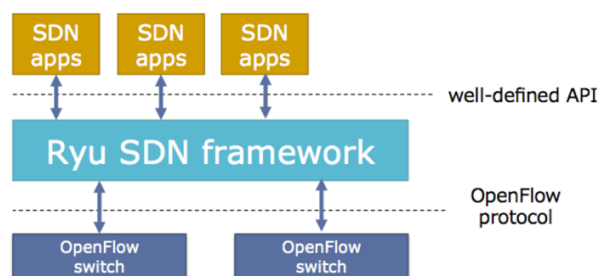 SDN SDN SDN
apps apps apps
well-defined API
Ryu SDN framework
OpenFlow
protocol
OpenFlow OpenFlow
switch switch